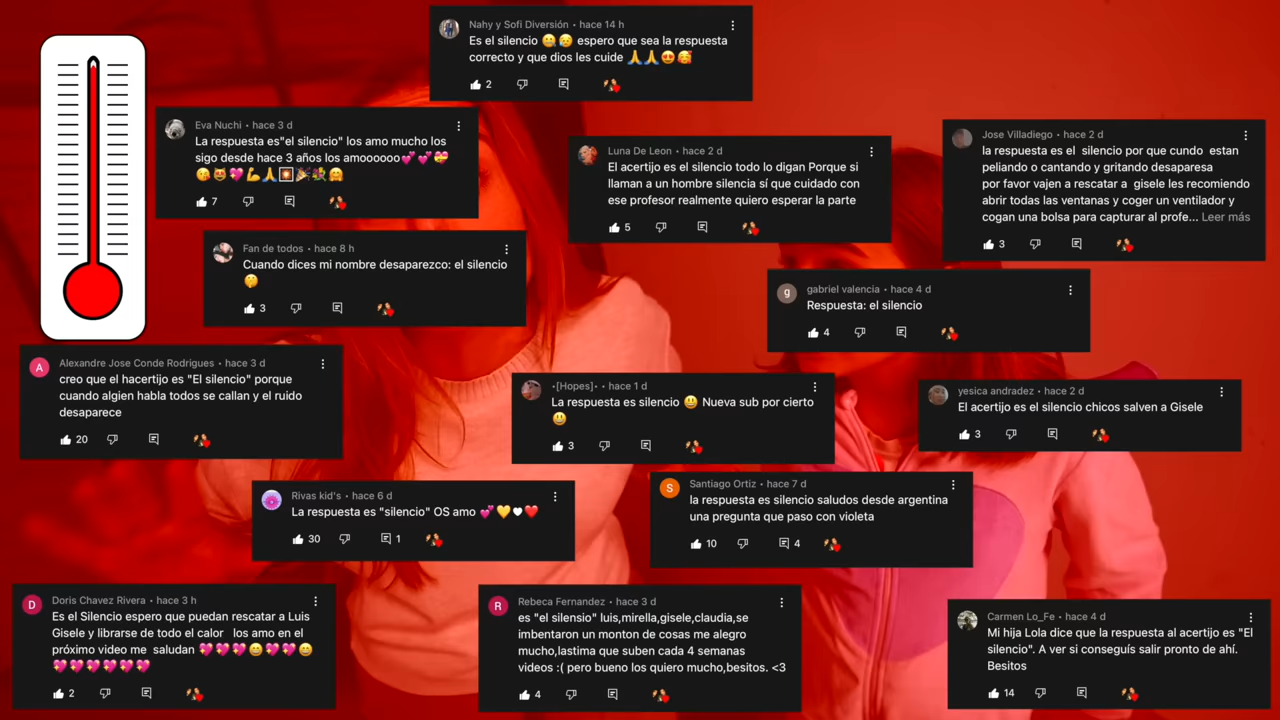 Nahy y Sofi Diversión • hace 14 h
Es el silencio 🤐😥 espero que sea la respuesta
correcto y que dios les cuide 🙏🙏😍🥰
2
Eva Nuchi • hace 3 d
La respuesta es"el silencio" los amo mucho los
sigo desde hace 3 años los amoooooo💕💕💝
😘😻💖💪🙏🎇🎉💐🤗
7
Luna De Leon • hace 2 d
El acertijo es el silencio todo lo digan Porque si
llaman a un hombre silencia sí que cuidado con
ese profesor realmente quiero esperar la parte
5
Jose Villadiego • hace 2 d
la respuesta es el silencio por que cundo estan
peliando o cantando y gritando desaparesa
por favor vajen a rescatar a gisele les recomiendo
abrir todas las ventanas y coger un ventilador y
cogan una bolsa para capturar al profe... Leer más
3
Fan de todos • hace 8 h
Cuando dices mi nombre desaparezco: el silencio
🤫
3
g
gabriel valencia • hace 4 d
Respuesta: el silencio
4
A
Alexandre Jose Conde Rodrigues • hace 3 d
creo que el hacertijo es "El silencio" porque
cuando algien habla todos se callan y el ruido
desaparece
20
•[Hopes]• • hace 1 d
La respuesta es silencio 😃 Nueva sub por cierto
😃
3
yesica andradez • hace 2 d
El acertijo es el silencio chicos salven a Gisele
3
Rivas kid's • hace 6 d
La respuesta es "silencio" OS amo 💕💛🤍❤️
30 1
S
Santiago Ortiz • hace 7 d
la respuesta es silencio saludos desde argentina
una pregunta que paso con violeta
10 4
D
Doris Chavez Rivera • hace 3 h
Es el Silencio espero que puedan rescatar a Luis
Gisele y librarse de todo el calor los amo en el
próximo video me saludan 💖💖💖😄💖💖😄
💖💖💖💖💖💖
2
R
Rebeca Fernandez • hace 3 d
es "el silensio" luis,mirella,gisele,claudia,se
imbentaron un monton de cosas me alegro
mucho,lastima que suben cada 4 semanas
videos :( pero bueno los quiero mucho,besitos. <3
4
Carmen Lo_Fe • hace 4 d
Mi hija Lola dice que la respuesta al acertijo es "El
silencio". A ver si conseguís salir pronto de ahí.
Besitos
14